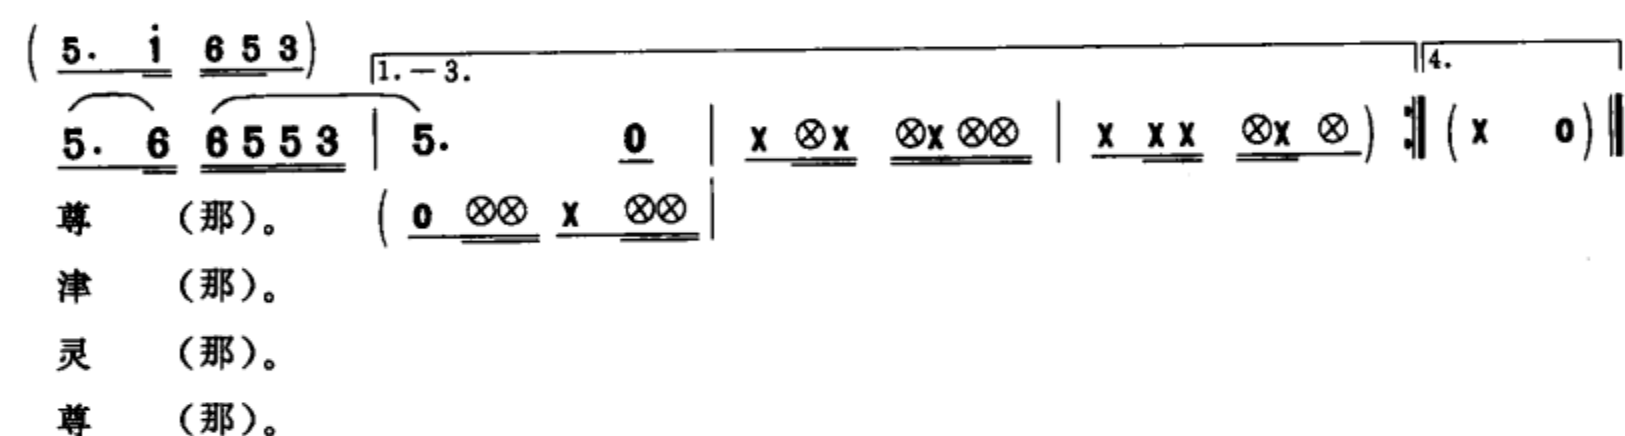 ( 5. i̇ 6 5 3 )
1.－3. 4.
5. 6 6 5 5 3 | 5. 0 | x ⊗x ⊗x ⊗⊗ | x x x ⊗x ⊗ ) :‖ ( x 0 ) ‖
尊 （那）。 ( 0 ⊗⊗ x ⊗⊗ |
津 （那）。
灵 （那）。
尊 （那）。